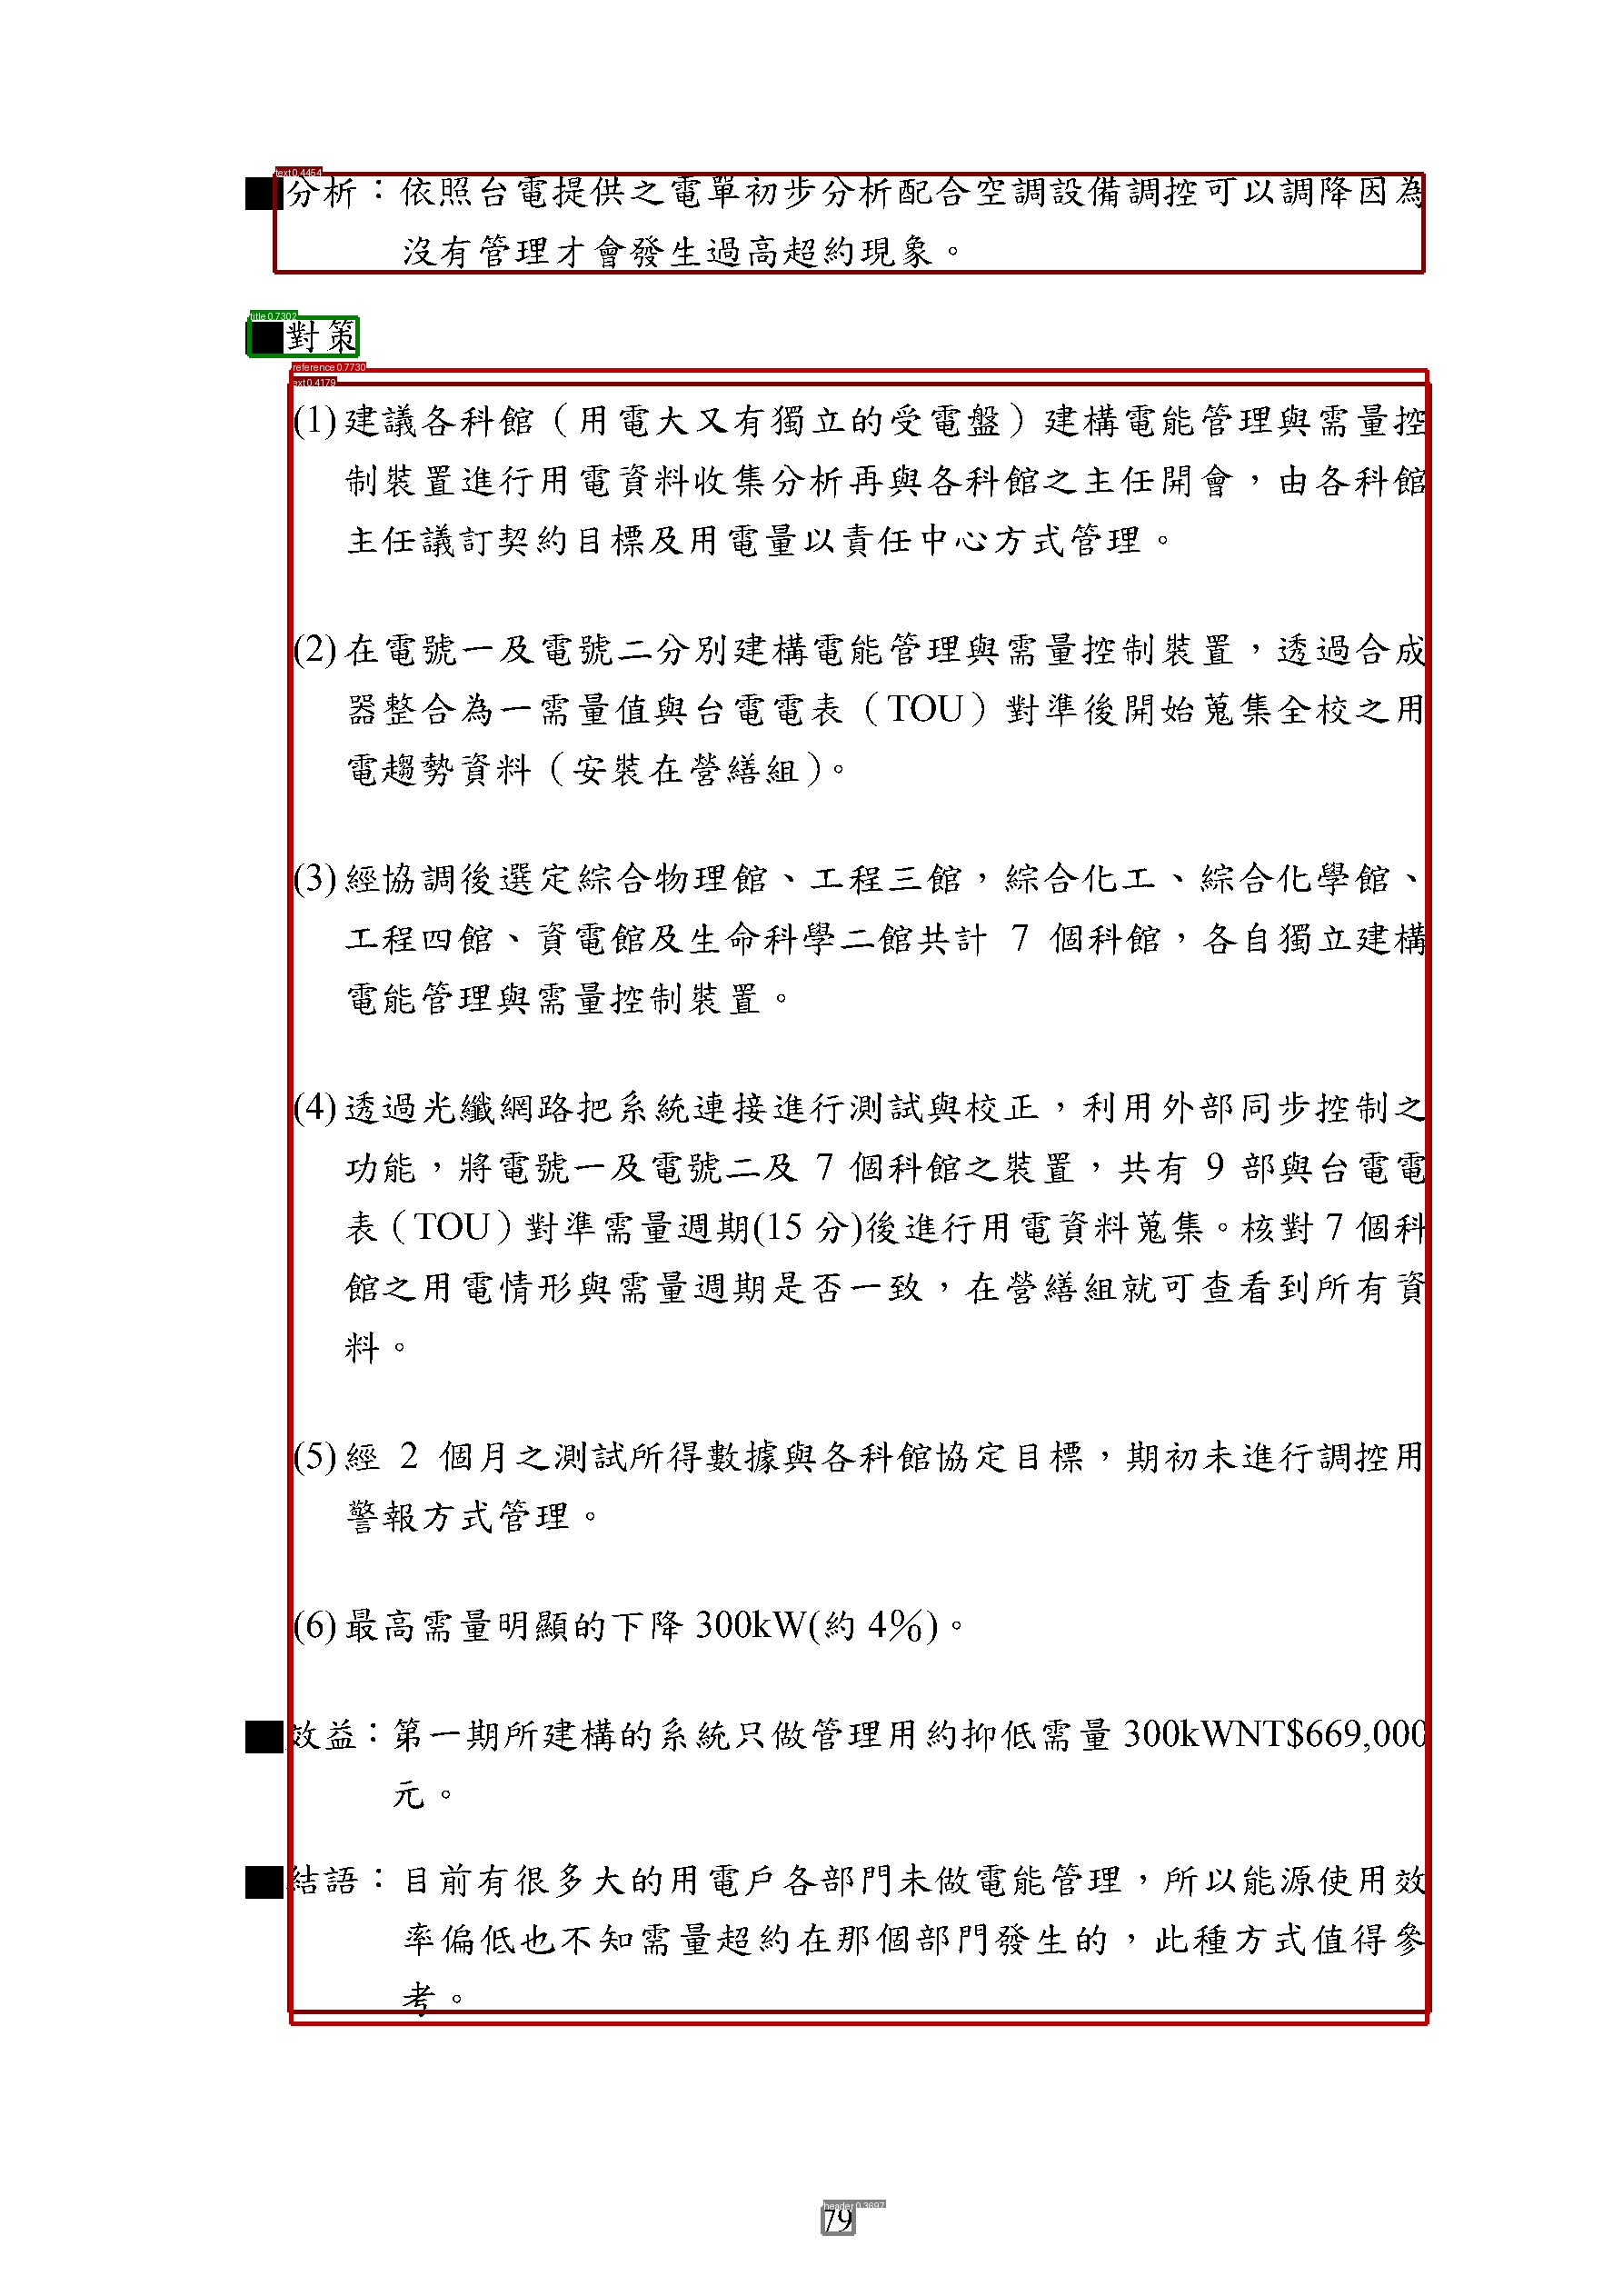 text 0.4454
■分析：依照台電提供之電單初步分析配合空調設備調控可以調降因為
沒有管理才會發生過高超約現象。
title 0.7302
■對策
reference 0.7730
text 0.4179
(1)建議各科館（用電大又有獨立的受電盤）建構電能管理與需量控
制裝置進行用電資料收集分析再與各科館之主任開會，由各科館
主任議訂契約目標及用電量以責任中心方式管理。
(2)在電號一及電號二分別建構電能管理與需量控制裝置，透過合成
器整合為一需量值與台電電表（TOU）對準後開始蒐集全校之用
電趨勢資料（安裝在營繕組）。
(3)經協調後選定綜合物理館、工程三館，綜合化工、綜合化學館、
工程四館、資電館及生命科學二館共計 7 個科館，各自獨立建構
電能管理與需量控制裝置。
(4)透過光纖網路把系統連接進行測試與校正，利用外部同步控制之
功能，將電號一及電號二及 7 個科館之裝置，共有 9 部與台電電
表（TOU）對準需量週期(15 分)後進行用電資料蒐集。核對 7 個科
館之用電情形與需量週期是否一致，在營繕組就可查看到所有資
料。
(5)經 2 個月之測試所得數據與各科館協定目標，期初未進行調控用
警報方式管理。
(6)最高需量明顯的下降 300kW(約 4%)。
■效益：第一期所建構的系統只做管理用約抑低需量 300kWNT$669,000
元。
■結語：目前有很多大的用電戶各部門未做電能管理，所以能源使用效
率偏低也不知需量超約在那個部門發生的，此種方式值得參
考。
header 0.3697
79